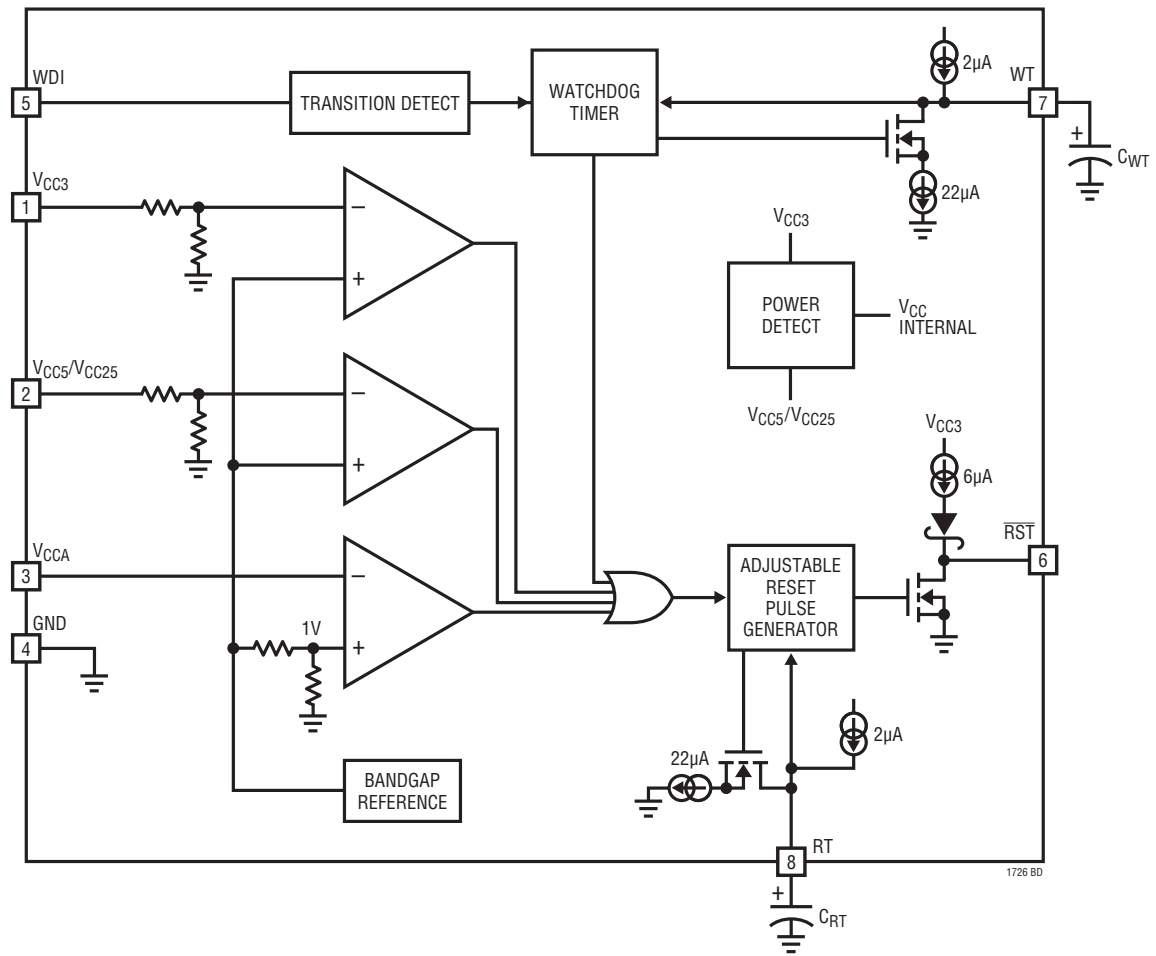 WDI
5
TRANSITION DETECT
WATCHDOG
TIMER
2µA
WT
7
+
CWT
22µA
VCC3
1
−
+
VCC3
POWER
DETECT
VCC
INTERNAL
VCC5/VCC25
VCC5/VCC25
2
−
+
VCC3
6µA
RST
6
VCCA
3
−
+
1V
GND
4
ADJUSTABLE
RESET
PULSE
GENERATOR
22µA
2µA
BANDGAP
REFERENCE
RT
8
1726 BD
+
CRT